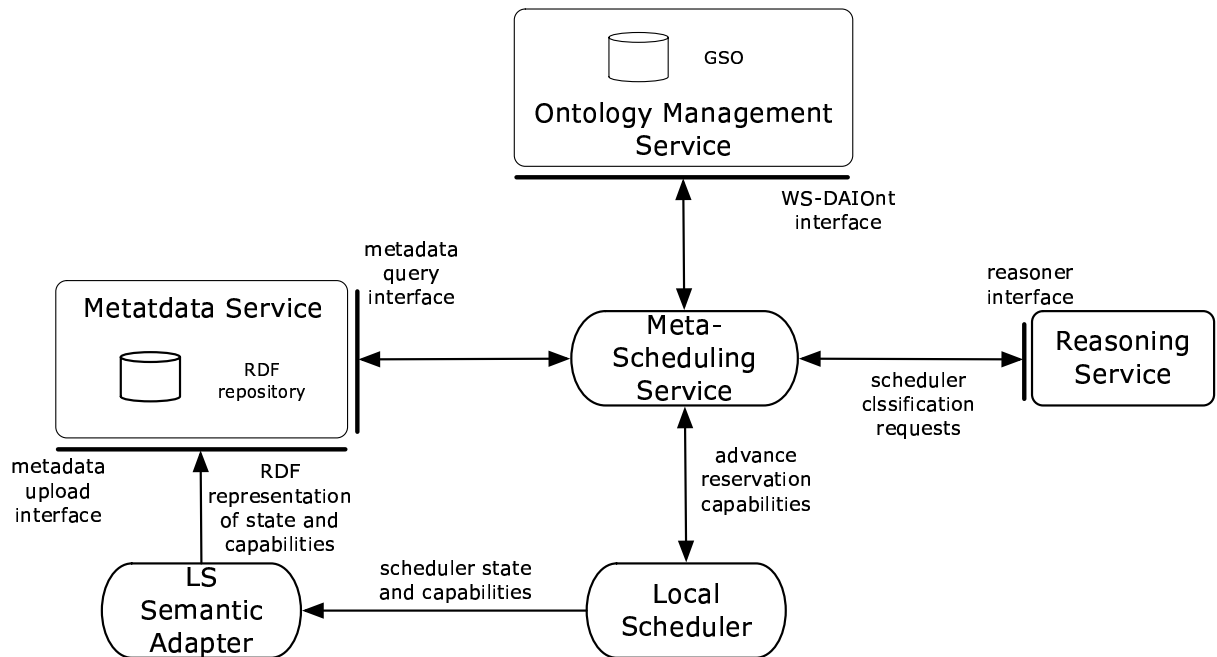 GSO
Ontology Management
Service
WS-DAIOnt
interface
metadata
query
interface
reasoner
interface
Metatdata Service
RDF
repository
Meta-
Scheduling
Service
Reasoning
Service
scheduler
clssification
requests
metadata
upload
interface
RDF
representation
of state and
capabilities
advance
reservation
capabilities
LS
Semantic
Adapter
scheduler state
and capabilities
Local
Scheduler